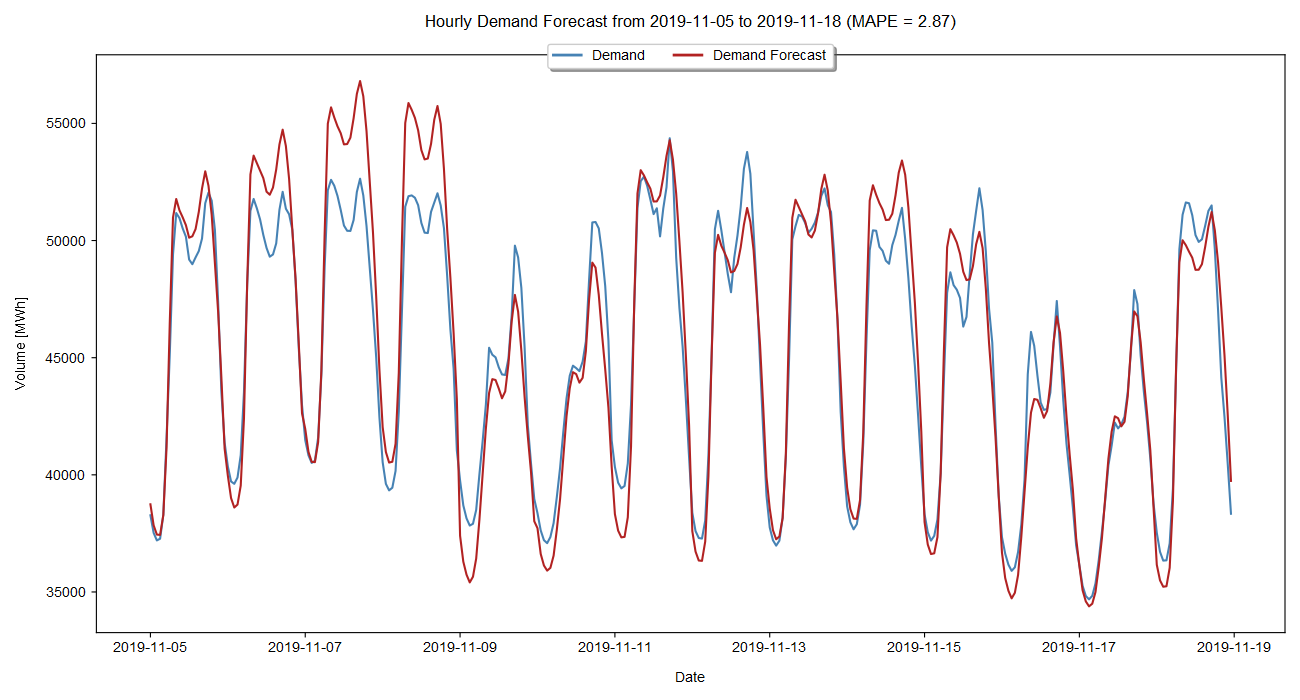 Hourly Demand Forecast from 2019-11-05 to 2019-11-18 (MAPE = 2.87)
Demand Demand Forecast
55000
50000
45000
40000
35000
Volume [MWh]
2019-11-05 2019-11-07 2019-11-09 2019-11-11 2019-11-13 2019-11-15 2019-11-17 2019-11-19
Date